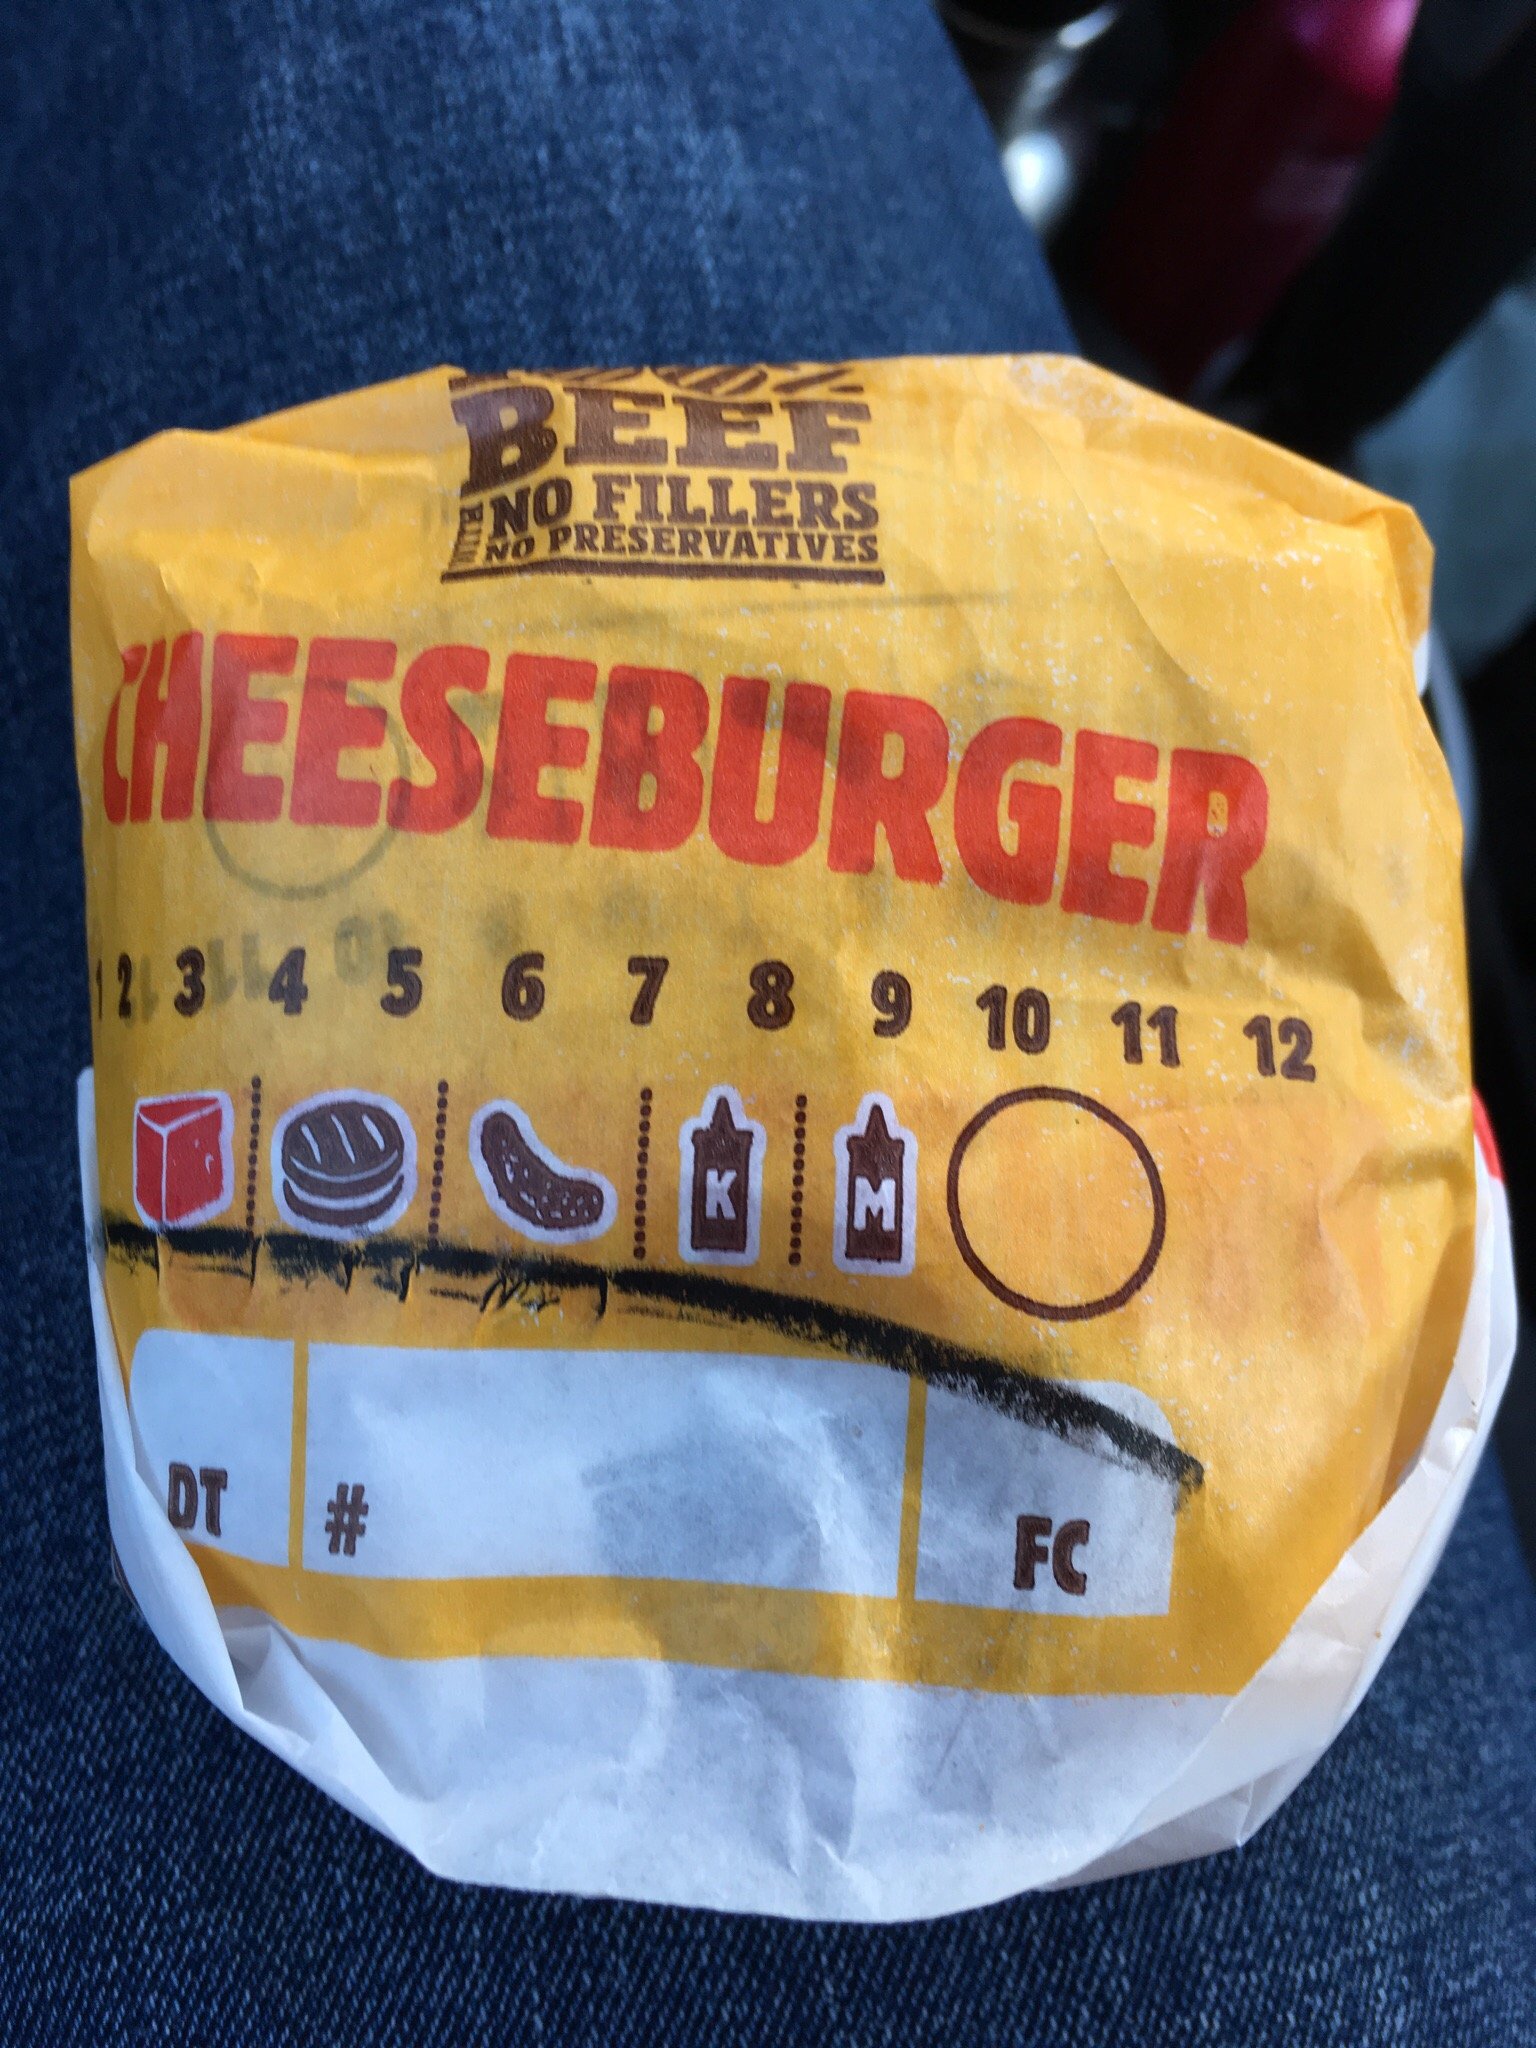 BEEF
WITH NO FILLERS
NO PRESERVATIVES
CHEESEBURGER
1 2 3 4 5 6 7 8 9 10 11 12
K M
DT # FC